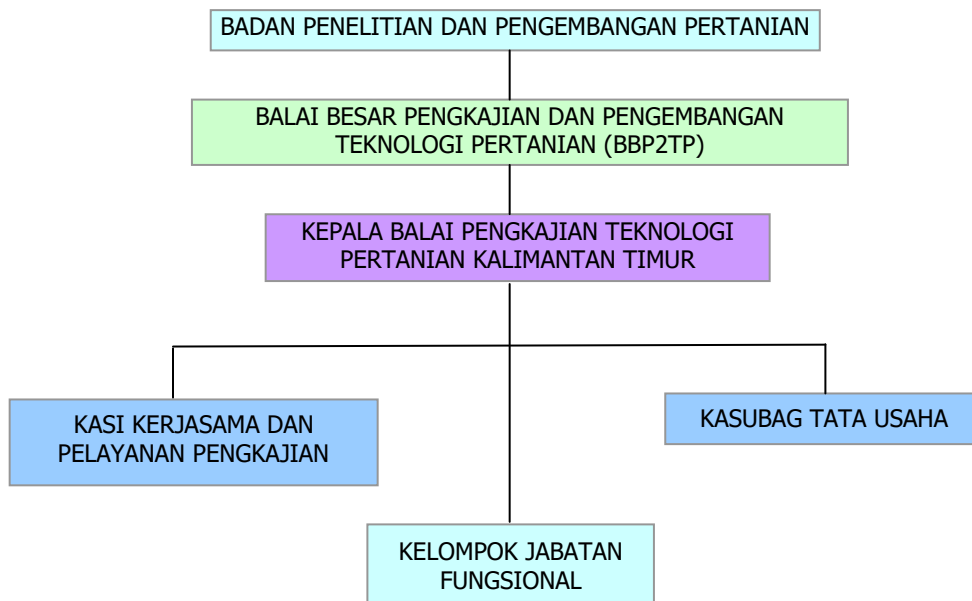 BADAN PENELITIAN DAN PENGEMBANGAN PERTANIAN
BALAI BESAR PENGKAJIAN DAN PENGEMBANGAN
TEKNOLOGI PERTANIAN (BBP2TP)
KEPALA BALAI PENGKAJIAN TEKNOLOGI
PERTANIAN KALIMANTAN TIMUR
KASI KERJASAMA DAN
PELAYANAN PENGKAJIAN
KASUBAG TATA USAHA
KELOMPOK JABATAN
FUNGSIONAL